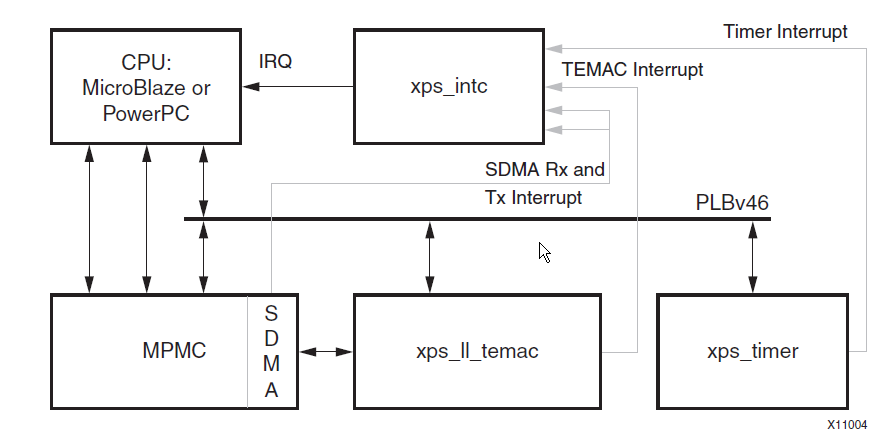 Timer Interrupt
CPU:
MicroBlaze or
PowerPC
IRQ
xps_intc
TEMAC Interrupt
SDMA Rx and
Tx Interrupt
PLBv46
MPMC
S
D
M
A
xps_ll_temac
xps_timer
X11004